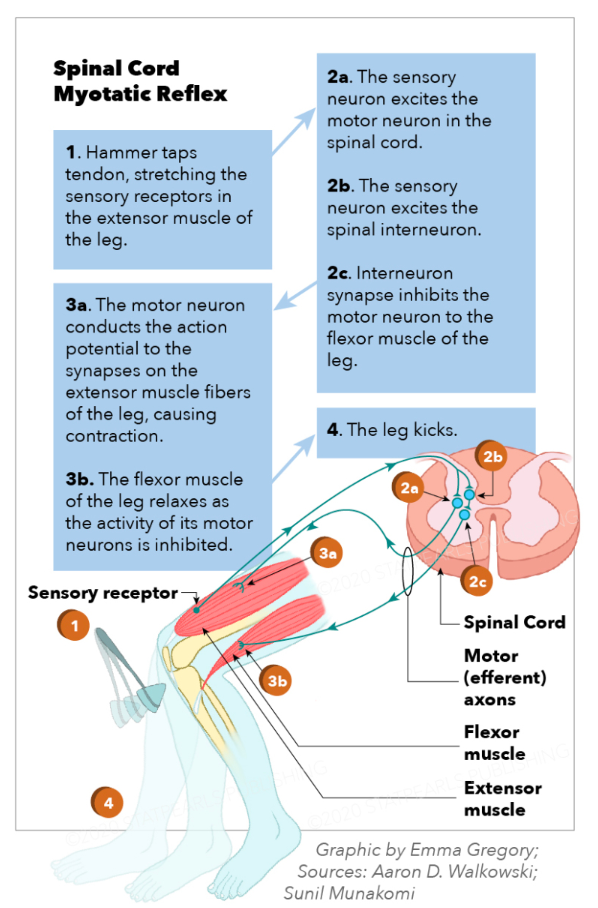 Spinal Cord
Myotatic Reflex
1. Hammer taps
tendon, stretching the
sensory receptors in
the extensor muscle of
the leg.
2a. The sensory
neuron excites the
motor neuron in the
spinal cord.
2b. The sensory
neuron excites the
spinal interneuron.
2c. Interneuron
synapse inhibits the
motor neuron to the
flexor muscle of the
leg.
3a. The motor neuron
conducts the action
potential to the
synapses on the
extensor muscle fibers
of the leg, causing
contraction.
3b. The flexor muscle
of the leg relaxes as
the activity of its motor
neurons is inhibited.
4. The leg kicks.
2b
2a
2c
3a
Sensory receptor
1
3b
4
Spinal Cord
Motor
(efferent)
axons
Flexor
muscle
Extensor
muscle
©2020 STATPEARLS PUBLISHING
Graphic by Emma Gregory;
Sources: Aaron D. Walkowski;
Sunil Munakomi